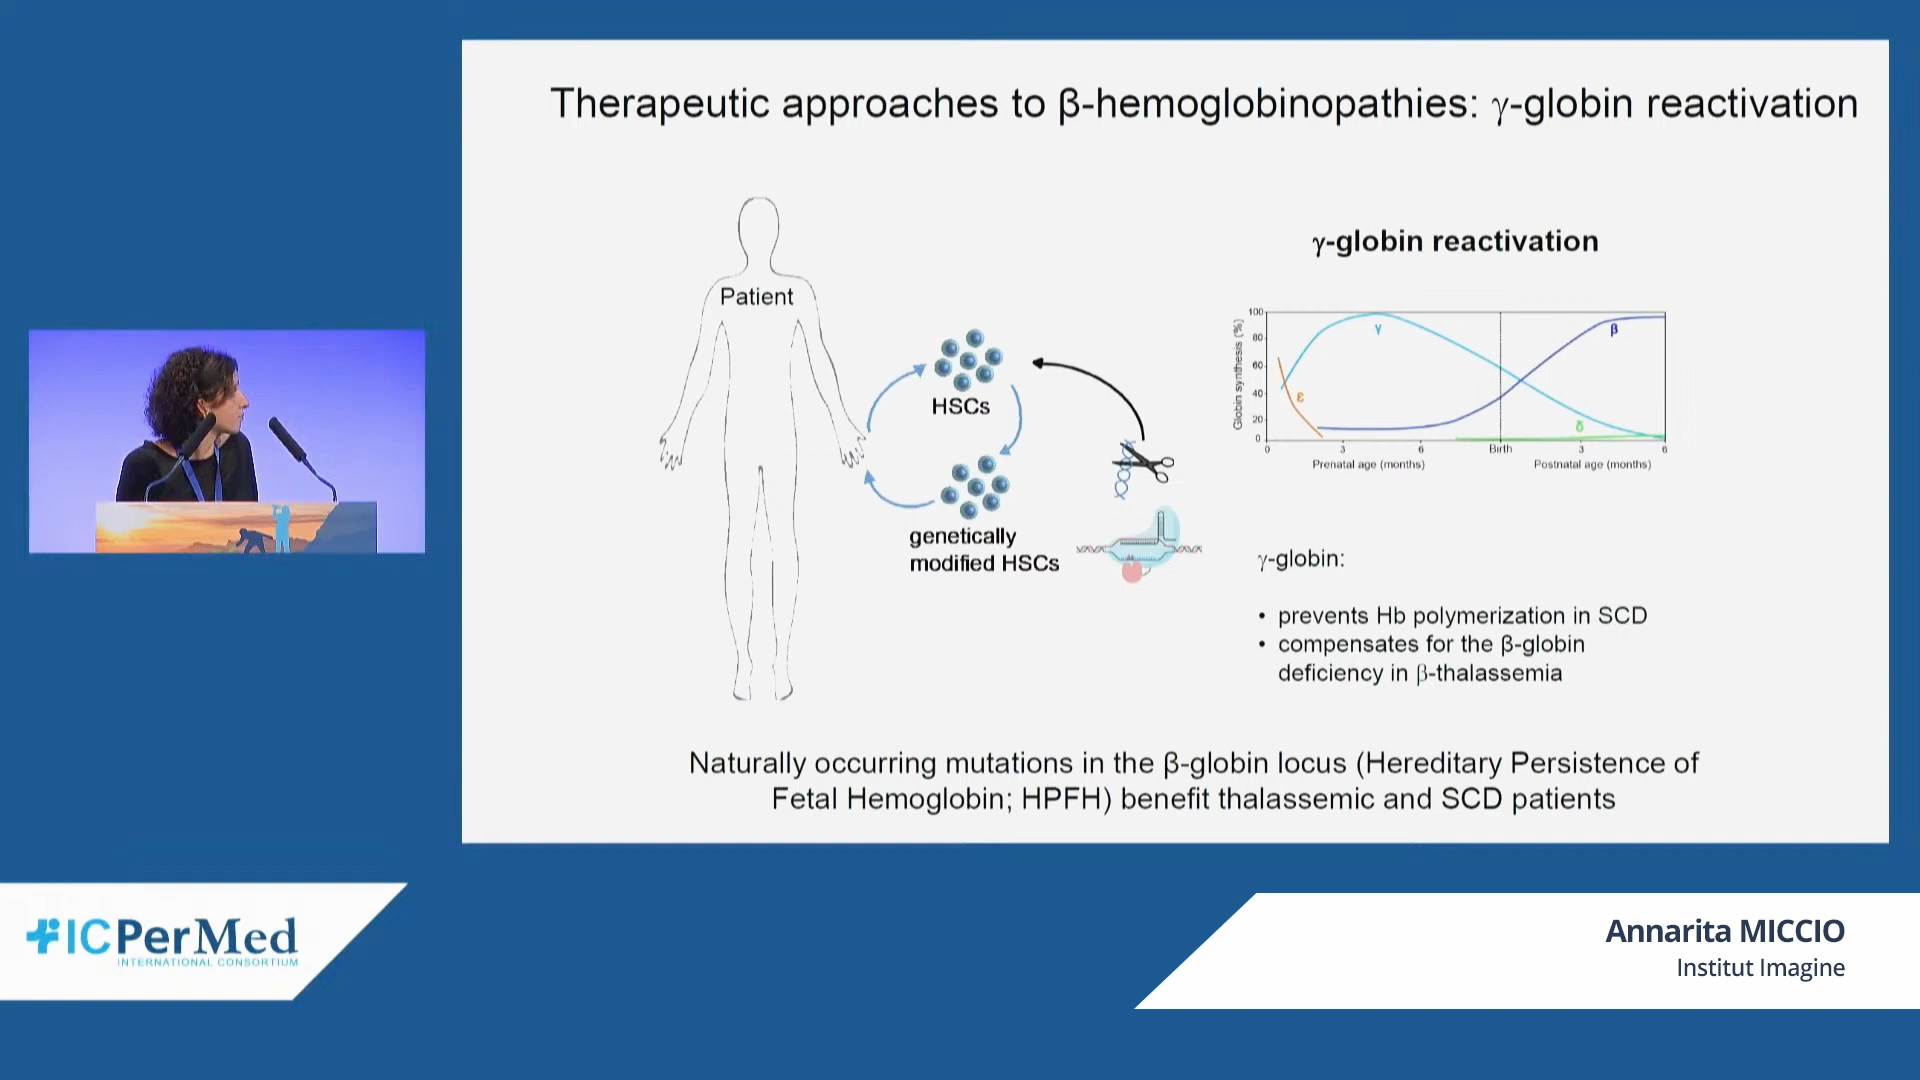 Therapeutic approaches to β-hemoglobinopathies: γ-globin reactivation
Patient
HSCs
genetically
modified HSCs
γ-globin reactivation
Globin synthesis (%)
100
80
60
40
20
0
γ
β
ε
δ
0
3
6
Birth
3
6
Prenatal age (months)
Postnatal age (months)
γ-globin:
• prevents Hb polymerization in SCD
• compensates for the β-globin
deficiency in β-thalassemia
Naturally occurring mutations in the β-globin locus (Hereditary Persistence of
Fetal Hemoglobin; HPFH) benefit thalassemic and SCD patients
ICPerMed
INTERNATIONAL CONSORTIUM
Annarita MICCIO
Institut Imagine